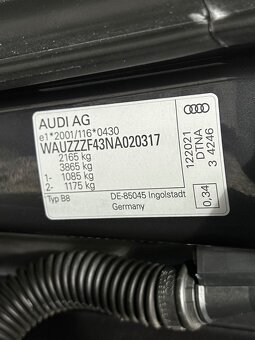 AUDI AG
e1*2001/116*0430
WAUZZZF43NA020317
2165 kg
3865 kg
1- 1085 kg
2- 1175 kg
Typ B8
DE-85045 Ingolstadt
Germany
122021
DTNA
3 4246
0,34